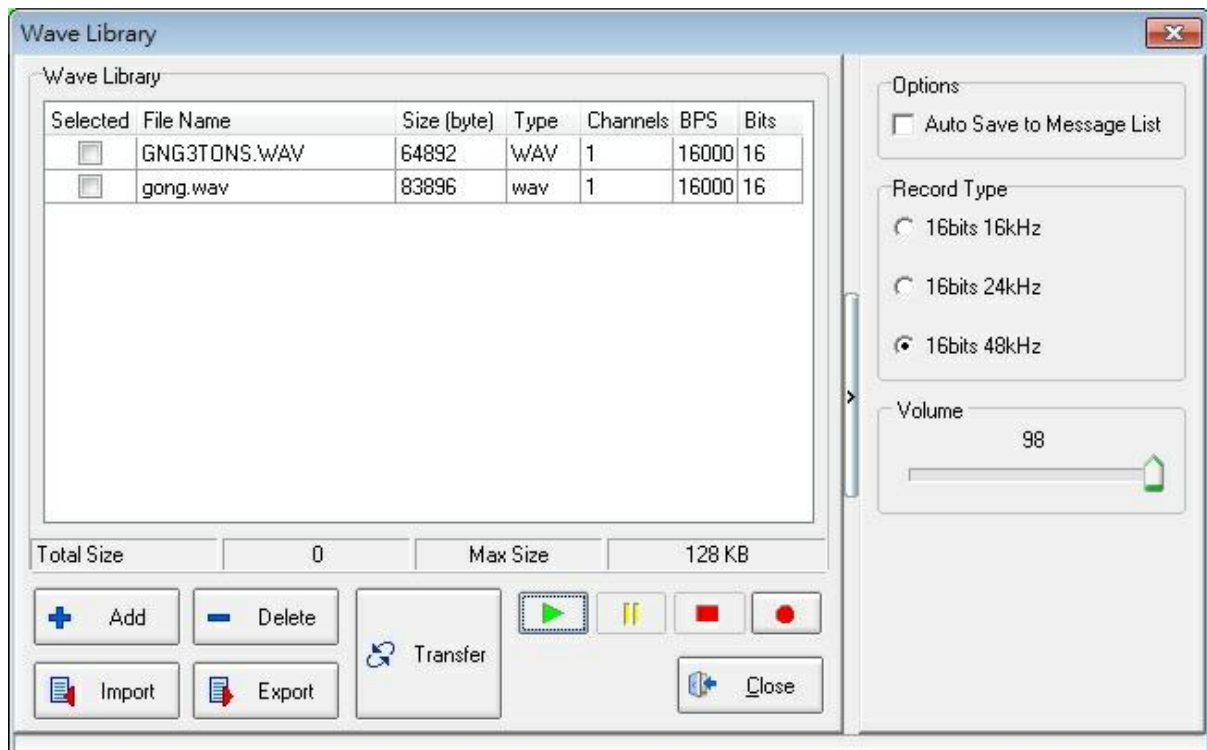 Wave Library
Wave Library
Selected File Name Size (byte) Type Channels BPS Bits
GNG3TONS.WAV 64892 WAV 1 16000 16
gong.wav 83896 wav 1 16000 16
Total Size 0 Max Size 128 KB
Add Delete
Transfer
Import Export
Close
Options
Auto Save to Message List
Record Type
16bits 16kHz
16bits 24kHz
16bits 48kHz
Volume
98